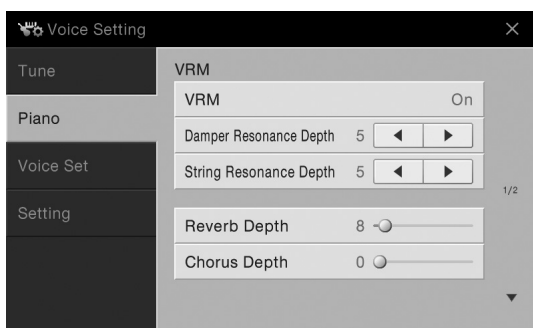 Voice Setting
Tune
Piano
Voice Set
Setting
VRM
VRM On
Damper Resonance Depth 5
String Resonance Depth 5
1/2
Reverb Depth 8
Chorus Depth 0